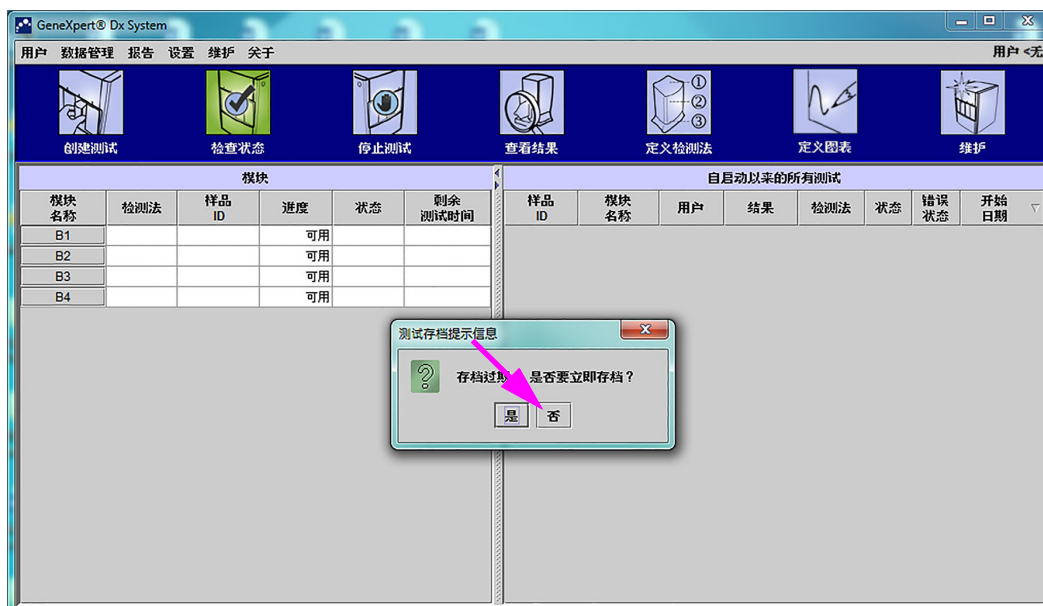 GeneXpert® Dx System
用户 数据管理 报告 设置 维护 关于
用户 <无
创建测试 检查状态 停止测试 查看结果 定义检测法 定义图表 维护
① ② ③
模块
模块名称 检测法 样品ID 进度 状态 剩余测试时间
B1 可用
B2 可用
B3 可用
B4 可用
自启动以来的所有测试
样品ID 模块名称 用户 结果 检测法 状态 错误状态 开始日期
测试存档提示信息
存档过期 是否要立即存档？
是 否